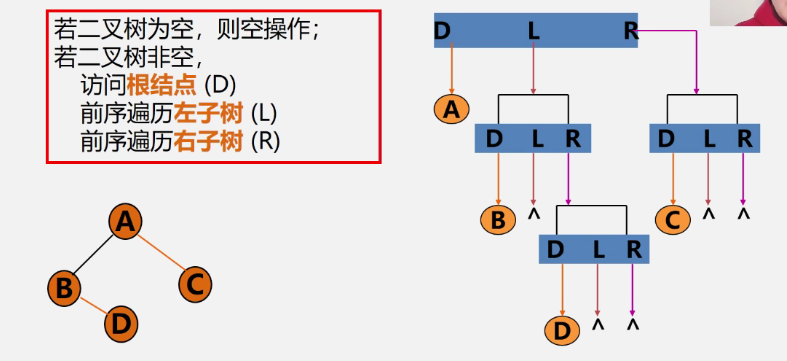 若二叉树为空，则空操作；
若二叉树非空，
访问根结点 (D)
前序遍历左子树 (L)
前序遍历右子树 (R)
A
B
C
D
D L R
A
D L R
D L R
B ^
C ^ ^
D L R
D ^ ^